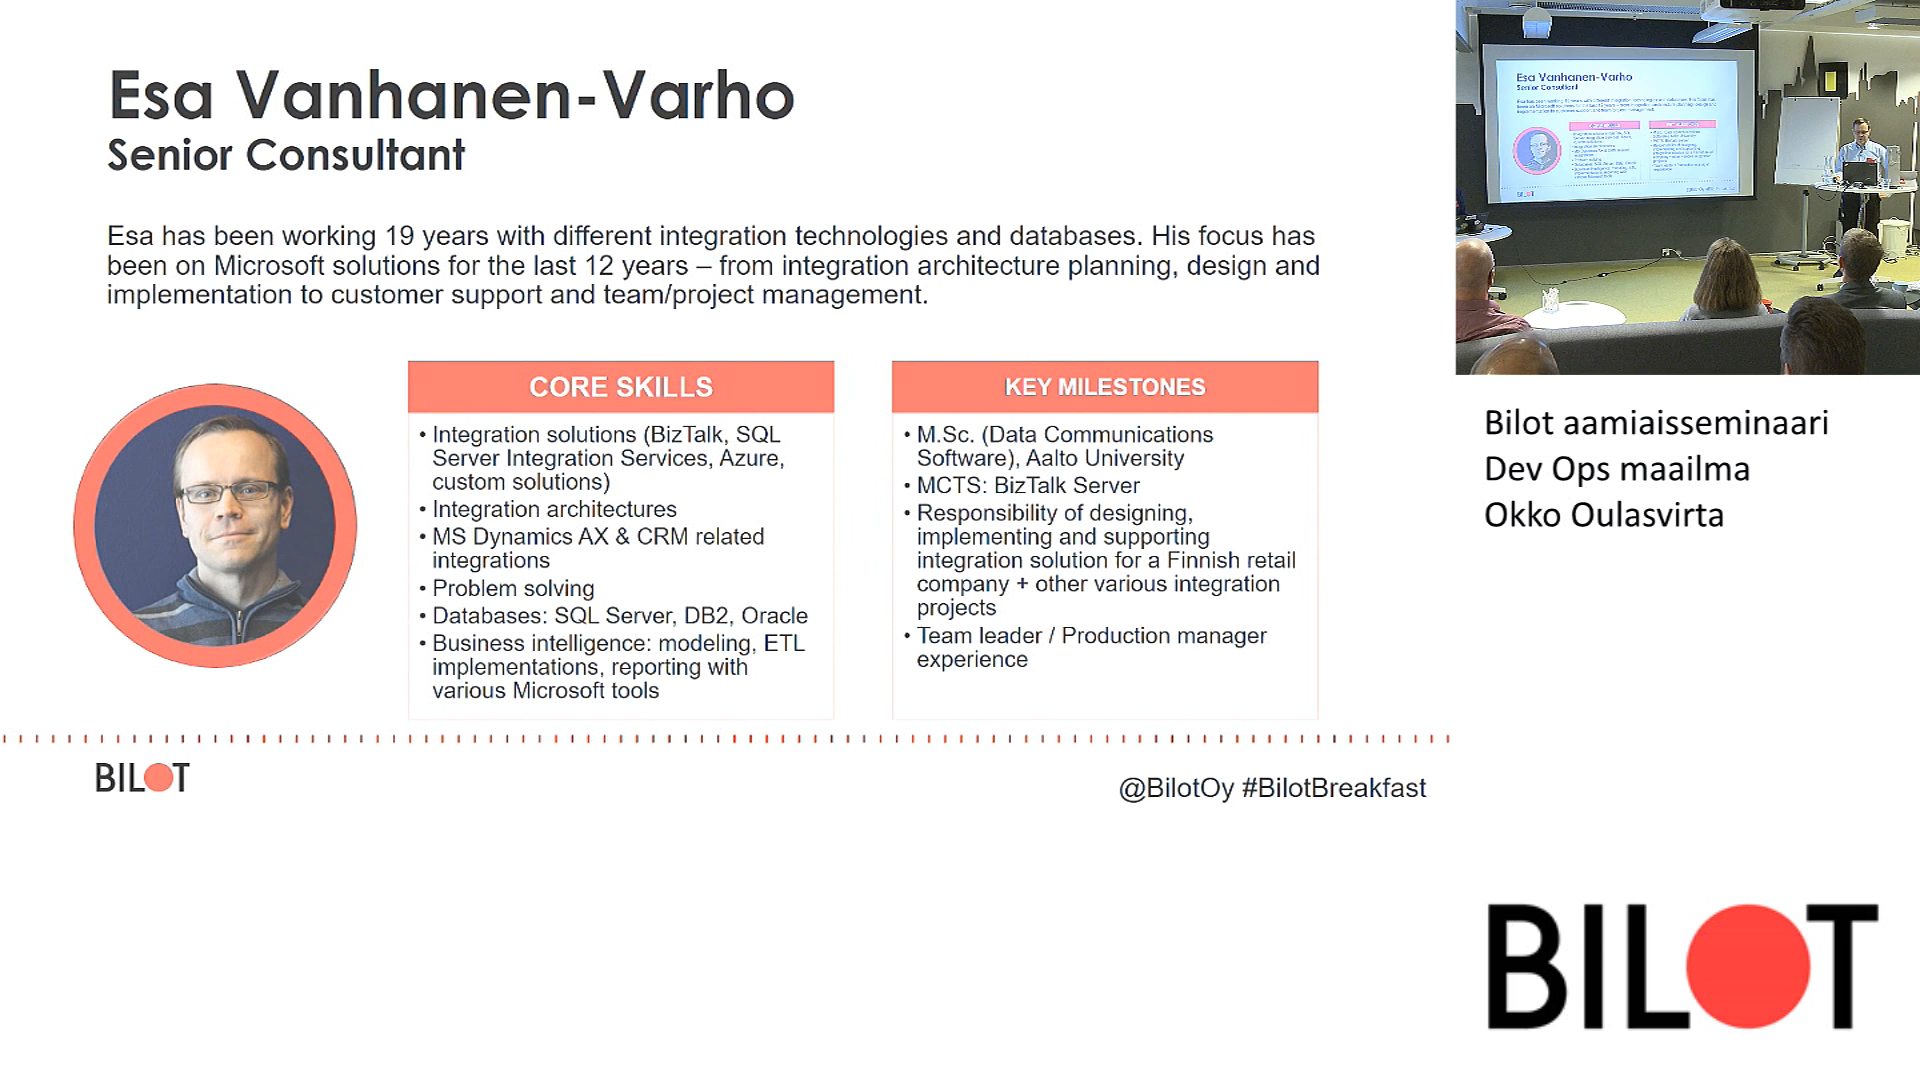 Esa Vanhanen-Varho
Senior Consultant
Esa has been working 19 years with different integration technologies and databases. His focus has
been on Microsoft solutions for the last 12 years – from integration architecture planning, design and
implementation to customer support and team/project management.
CORE SKILLS
• Integration solutions (BizTalk, SQL
Server Integration Services, Azure,
custom solutions)
• Integration architectures
• MS Dynamics AX & CRM related
integrations
• Problem solving
• Databases: SQL Server, DB2, Oracle
• Business intelligence: modeling, ETL
implementations, reporting with
various Microsoft tools
KEY MILESTONES
• M.Sc. (Data Communications
Software), Aalto University
• MCTS: BizTalk Server
• Responsibility of designing,
implementing and supporting
integration solution for a Finnish retail
company + other various integration
projects
• Team leader / Production manager
experience
BILOT
@BilotOy #BilotBreakfast
Esa Vanhanen-Varho
Senior Consultant
Bilot aamiaisseminaari
Dev Ops maailma
Okko Oulasvirta
BILOT